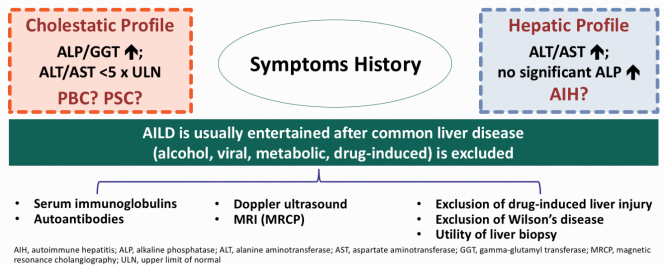 Cholestatic Profile
ALP/GGT ↑;
ALT/AST <5 x ULN
PBC? PSC?
Symptoms History
Hepatic Profile
ALT/AST ↑;
no significant ALP ↑
AIH?
AILD is usually entertained after common liver disease
(alcohol, viral, metabolic, drug-induced) is excluded
• Serum immunoglobulins
• Autoantibodies
• Doppler ultrasound
• MRI (MRCP)
• Exclusion of drug-induced liver injury
• Exclusion of Wilson's disease
• Utility of liver biopsy
AIH, autoimmune hepatitis; ALP, alkaline phosphatase; ALT, alanine aminotransferase; AST, aspartate aminotransferase; GGT, gamma-glutamyl transferase; MRCP, magnetic
resonance cholangiography; ULN, upper limit of normal